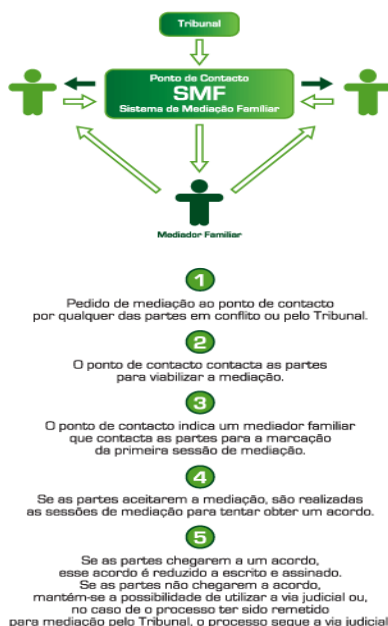 Tribunal
Ponto de Contacto
SMF
Sistema de Mediação Famíliar
Mediador Familiar
1
Pedido de mediação ao ponto de contacto
por qualquer das partes em conflito ou pelo Tribunal.
2
O ponto de contacto contacta as partes
para viabilizar a mediação.
3
O ponto de contacto indica um mediador familiar
que contacta as partes para a marcação
da primeira sessão de mediação.
4
Se as partes aceitarem a mediação, são realizadas
as sessões de mediação para tentar obter um acordo.
5
Se as partes chegarem a um acordo,
esse acordo é reduzido a escrito e assinado.
Se as partes não chegarem a acordo,
mantém-se a possibilidade de utilizar a via judicial ou,
no caso de o processo ter sido remetido
para mediação pelo Tribunal, o processo segue a via judicial